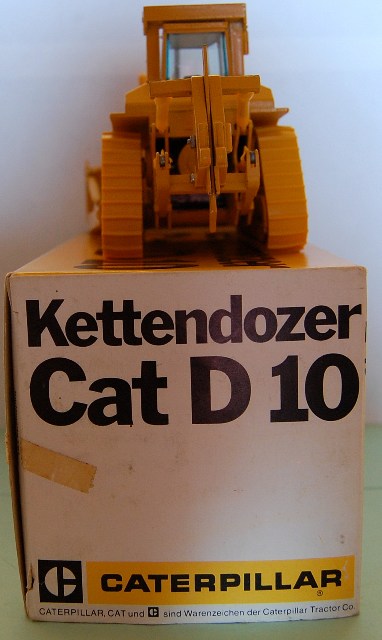 Kettendozer
Cat D 10
C CATERPILLAR®
CATERPILLAR, CAT und C sind Warenzeichen der Caterpillar Tractor Co.